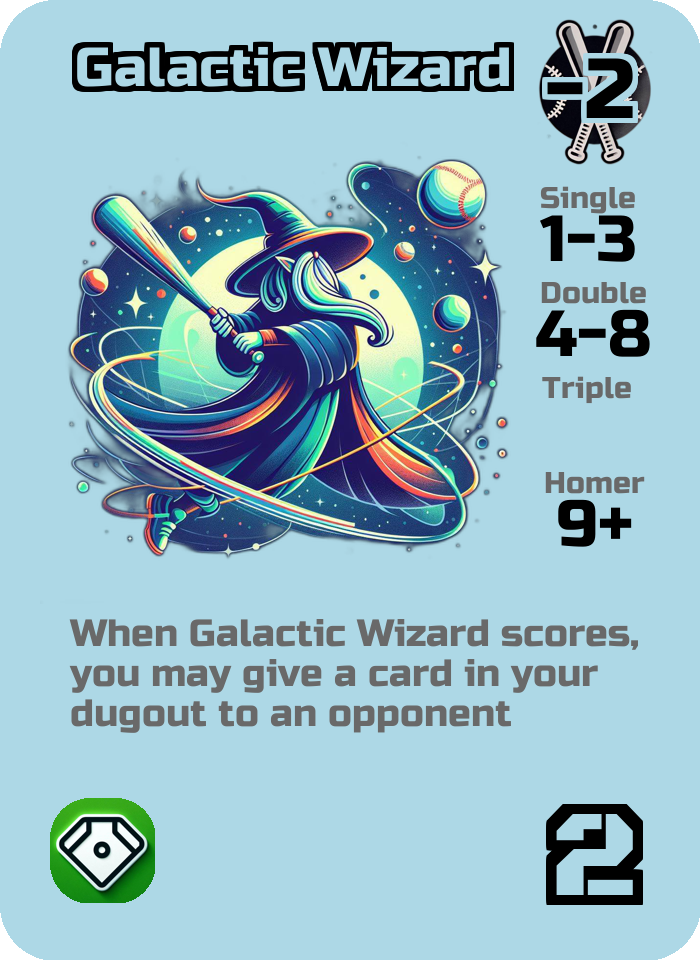 Galactic Wizard
-2
Single
1-3
Double
4-8
Triple
Homer
9+
When Galactic Wizard scores,
you may give a card in your
dugout to an opponent
2